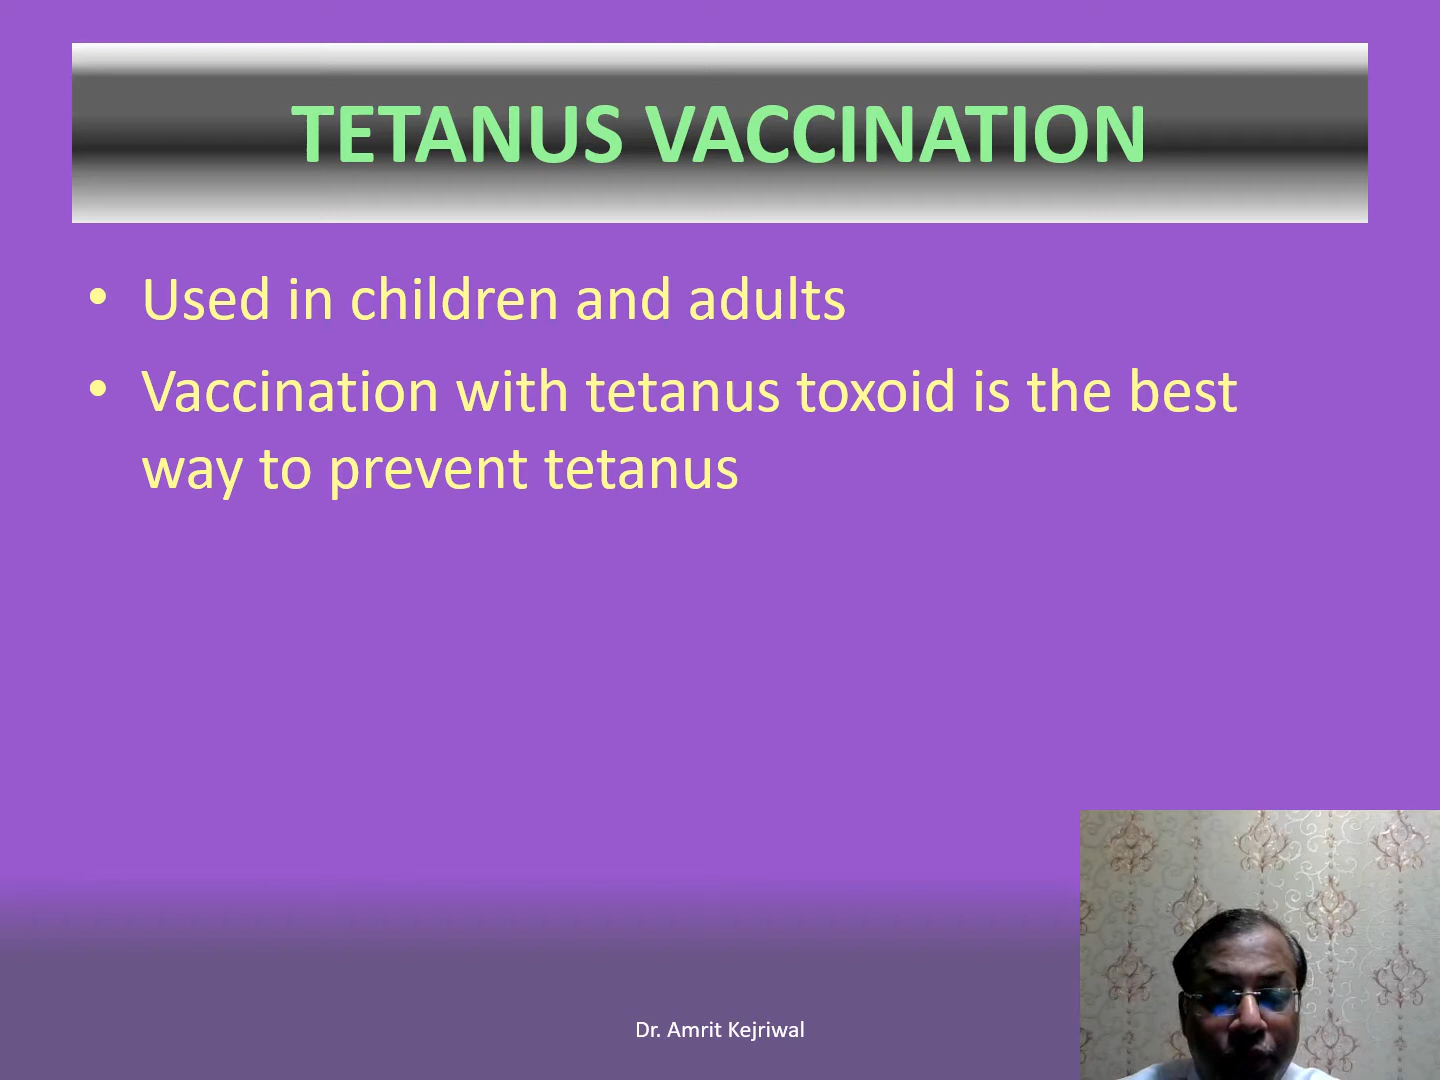 TETANUS VACCINATION
• Used in children and adults
• Vaccination with tetanus toxoid is the best
way to prevent tetanus
Dr. Amrit Kejriwal